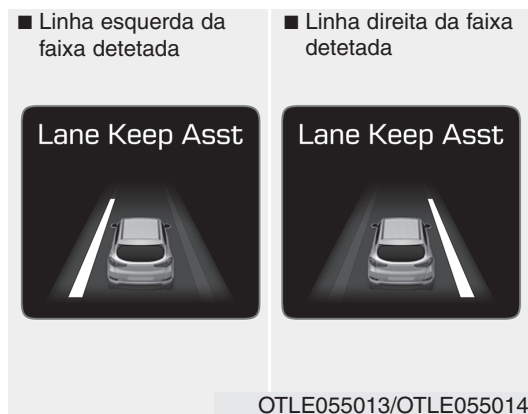 ■ Linha esquerda da
faixa detetada
Lane Keep Asst
■ Linha direita da faixa
detetada
Lane Keep Asst
OTLE055013/OTLE055014